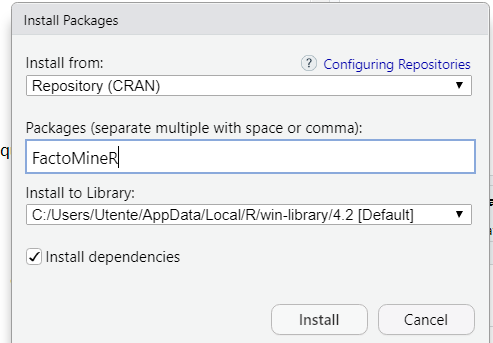 Install Packages
Install from:
? Configuring Repositories
Repository (CRAN)
Packages (separate multiple with space or comma):
FactoMineR
Install to Library:
C:/Users/Utente/AppData/Local/R/win-library/4.2 [Default]
Install dependencies
Install
Cancel